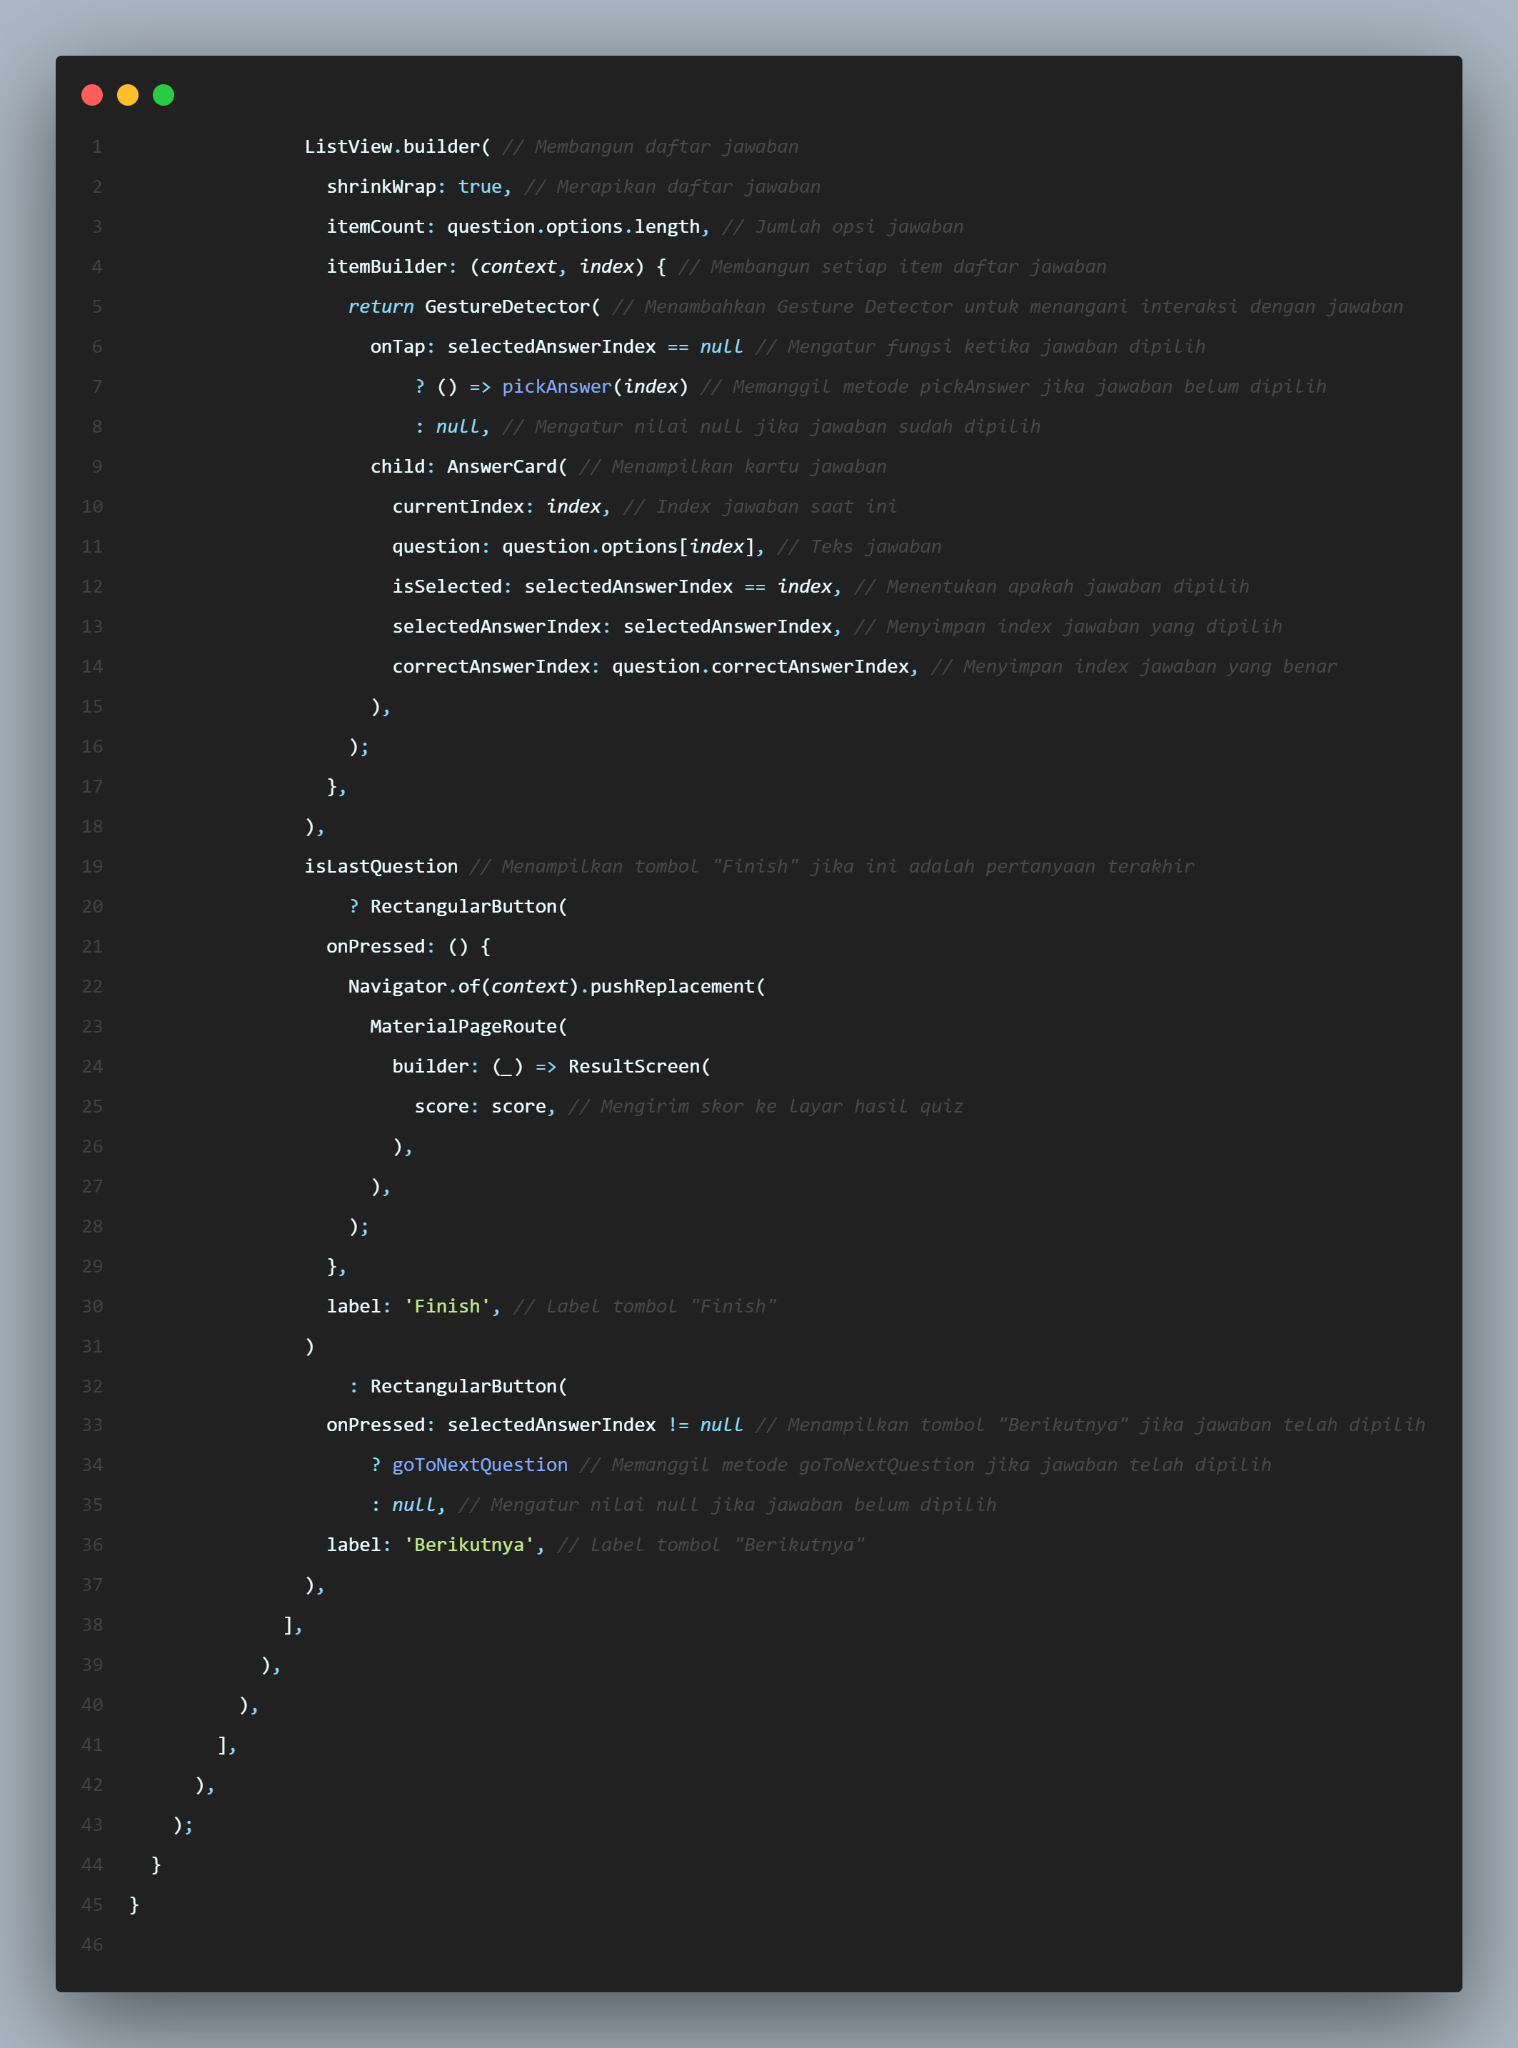 1 ListView.builder( // Membangun daftar jawaban
2 shrinkWrap: true, // Merapikan daftar jawaban
3 itemCount: question.options.length, // Jumlah opsi jawaban
4 itemBuilder: (context, index) { // Membangun setiap item daftar jawaban
5 return GestureDetector( // Menambahkan Gesture Detector untuk menangani interaksi dengan jawaban
6 onTap: selectedAnswerIndex == null // Mengatur fungsi ketika jawaban dipilih
7 ? () => pickAnswer(index) // Memanggil metode pickAnswer jika jawaban belum dipilih
8 : null, // Mengatur nilai null jika jawaban sudah dipilih
9 child: AnswerCard( // Menampilkan kartu jawaban
10 currentIndex: index, // Index jawaban saat ini
11 question: question.options[index], // Teks jawaban
12 isSelected: selectedAnswerIndex == index, // Menentukan apakah jawaban dipilih
13 selectedAnswerIndex: selectedAnswerIndex, // Menyimpan index jawaban yang dipilih
14 correctAnswerIndex: question.correctAnswerIndex, // Menyimpan index jawaban yang benar
15 ),
16 );
17 },
18 ),
19 isLastQuestion // Menampilkan tombol "Finish" jika ini adalah pertanyaan terakhir
20 ? RectangularButton(
21 onPressed: () {
22 Navigator.of(context).pushReplacement(
23 MaterialPageRoute(
24 builder: (_) => ResultScreen(
25 score: score, // Mengirim skor ke layar hasil quiz
26 ),
27 ),
28 );
29 },
30 label: 'Finish', // Label tombol "Finish"
31 )
32 : RectangularButton(
33 onPressed: selectedAnswerIndex != null // Menampilkan tombol "Berikutnya" jika jawaban telah dipilih
34 ? goToNextQuestion // Memanggil metode goToNextQuestion jika jawaban telah dipilih
35 : null, // Mengatur nilai null jika jawaban belum dipilih
36 label: 'Berikutnya', // Label tombol "Berikutnya"
37 ),
38 ],
39 ),
40 ),
41 ],
42 ),
43 );
44 }
45 }
46